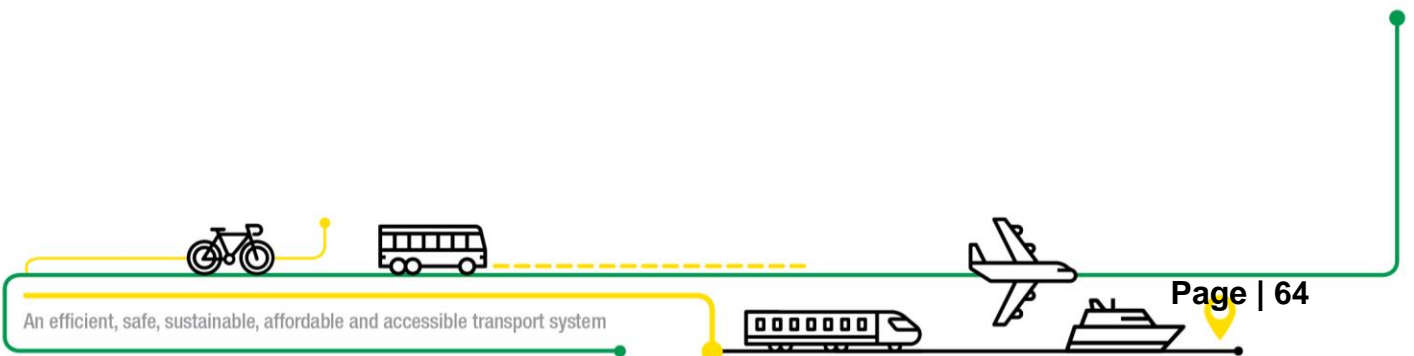 Page | 64
An efficient, safe, sustainable, affordable and accessible transport system